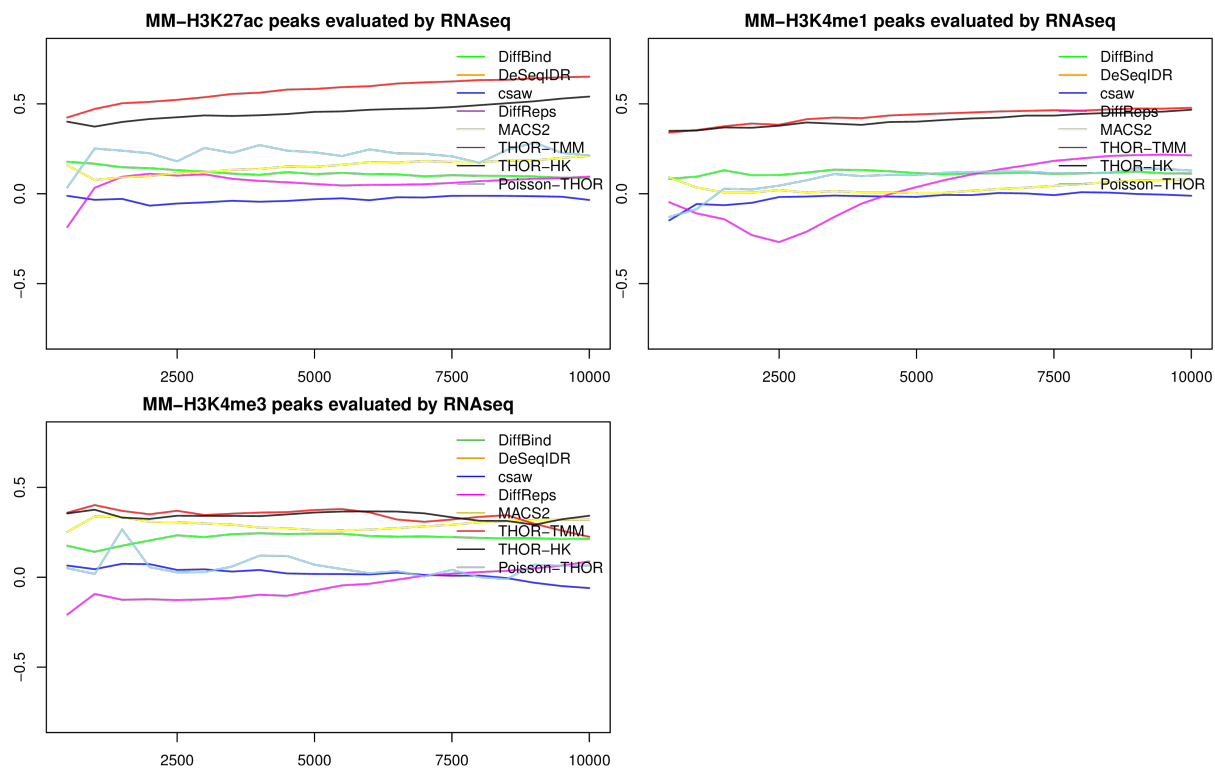 MM−H3K27ac peaks evaluated by RNAseq
0.5
0.0
−0.5
DiffBind
DeSeqIDR
csaw
DiffReps
MACS2
THOR−TMM
THOR−HK
Poisson−THOR
2500 5000 7500 10000
MM−H3K4me1 peaks evaluated by RNAseq
0.5
0.0
−0.5
DiffBind
DeSeqIDR
csaw
DiffReps
MACS2
THOR−TMM
THOR−HK
Poisson−THOR
2500 5000 7500 10000
MM−H3K4me3 peaks evaluated by RNAseq
0.5
0.0
−0.5
DiffBind
DeSeqIDR
csaw
DiffReps
MACS2
THOR−TMM
THOR−HK
Poisson−THOR
2500 5000 7500 10000